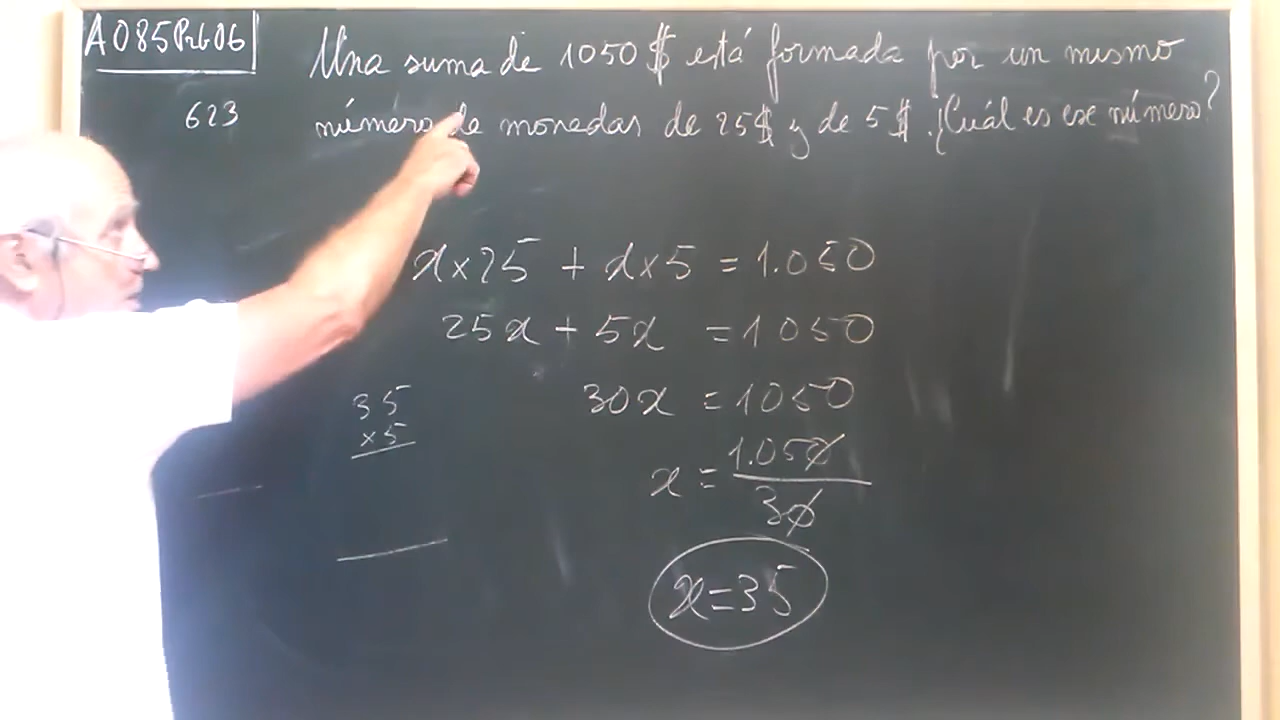 A085Prb06
623
Una suma de 1050 $ está formada por un mismo
número de monedas de 25$ y de 5$. ¿Cuál es ese número?
x×25 + x×5 = 1.050
25x + 5x = 1050
30x = 1050
x = 1.050/30
x=35
35
×5